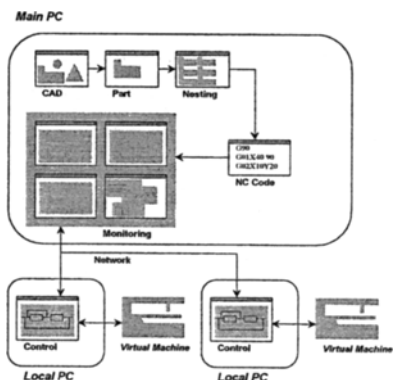 Main PC
CAD
Part
Nesting
G90
G01X40 90
G02X10Y20
NC Code
Monitoring
Network
Control
Virtual Machine
Control
Virtual Machine
Local PC
Local PC